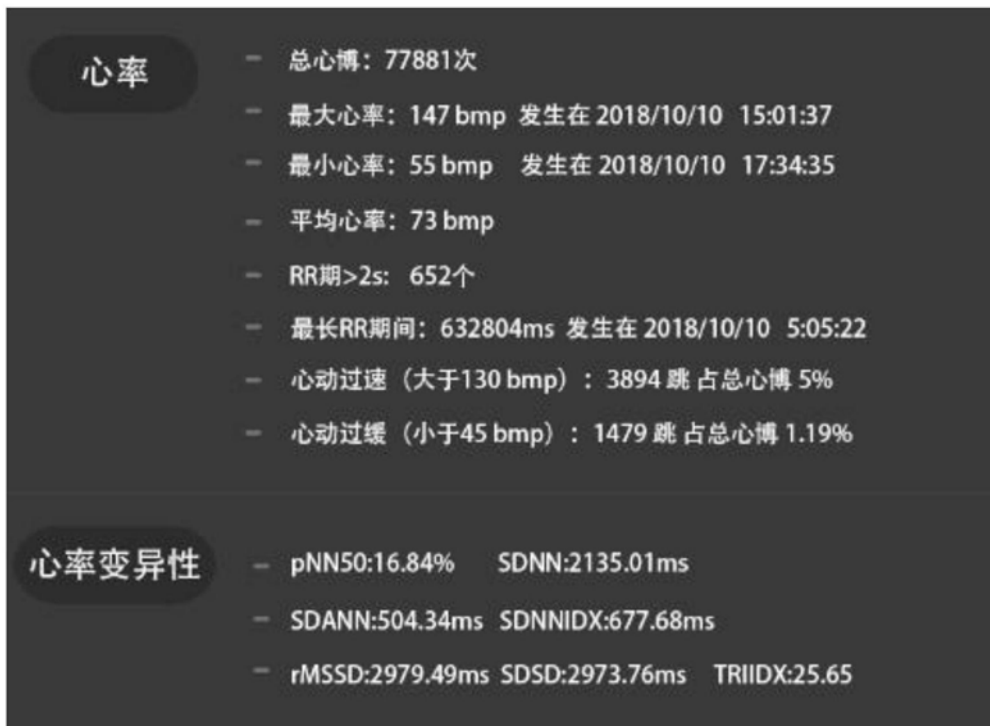 心率
总心博：77881次
最大心率：147 bmp 发生在 2018/10/10 15:01:37
最小心率：55 bmp 发生在 2018/10/10 17:34:35
平均心率：73 bmp
RR期>2s: 652个
最长RR期间：632804ms 发生在 2018/10/10 5:05:22
心动过速（大于130 bmp）：3894 跳 占总心博 5%
心动过缓（小于45 bmp）：1479 跳 占总心博 1.19%
心率变异性
pNN50:16.84% SDNN:2135.01ms
SDANN:504.34ms SDNNIDX:677.68ms
rMSSD:2979.49ms SDSD:2973.76ms TRIIDX:25.65